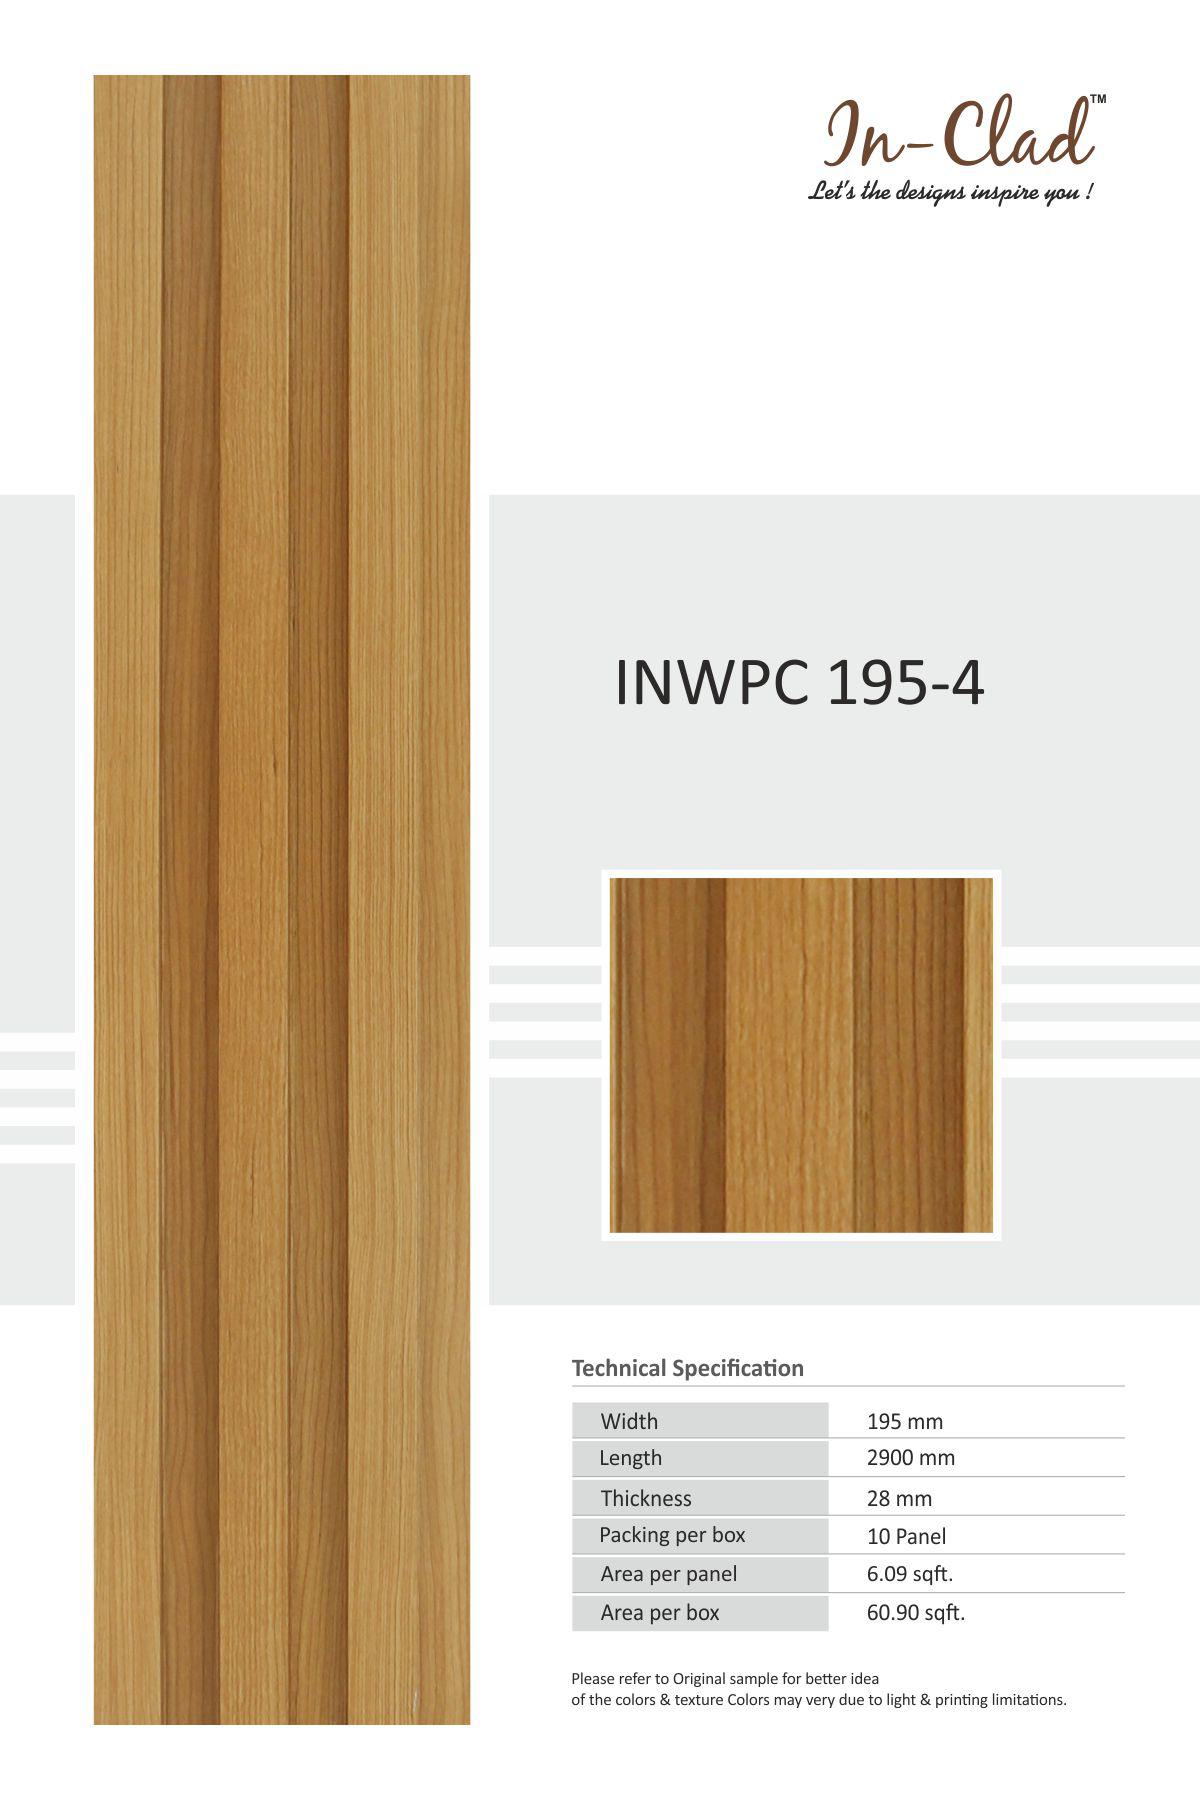 In-Clad™
Let's the designs inspire you !
INWPC 195-4
Technical Specification
Width 195 mm
Length 2900 mm
Thickness 28 mm
Packing per box 10 Panel
Area per panel 6.09 sqft.
Area per box 60.90 sqft.
Please refer to Original sample for better idea
of the colors & texture Colors may very due to light & printing limitations.